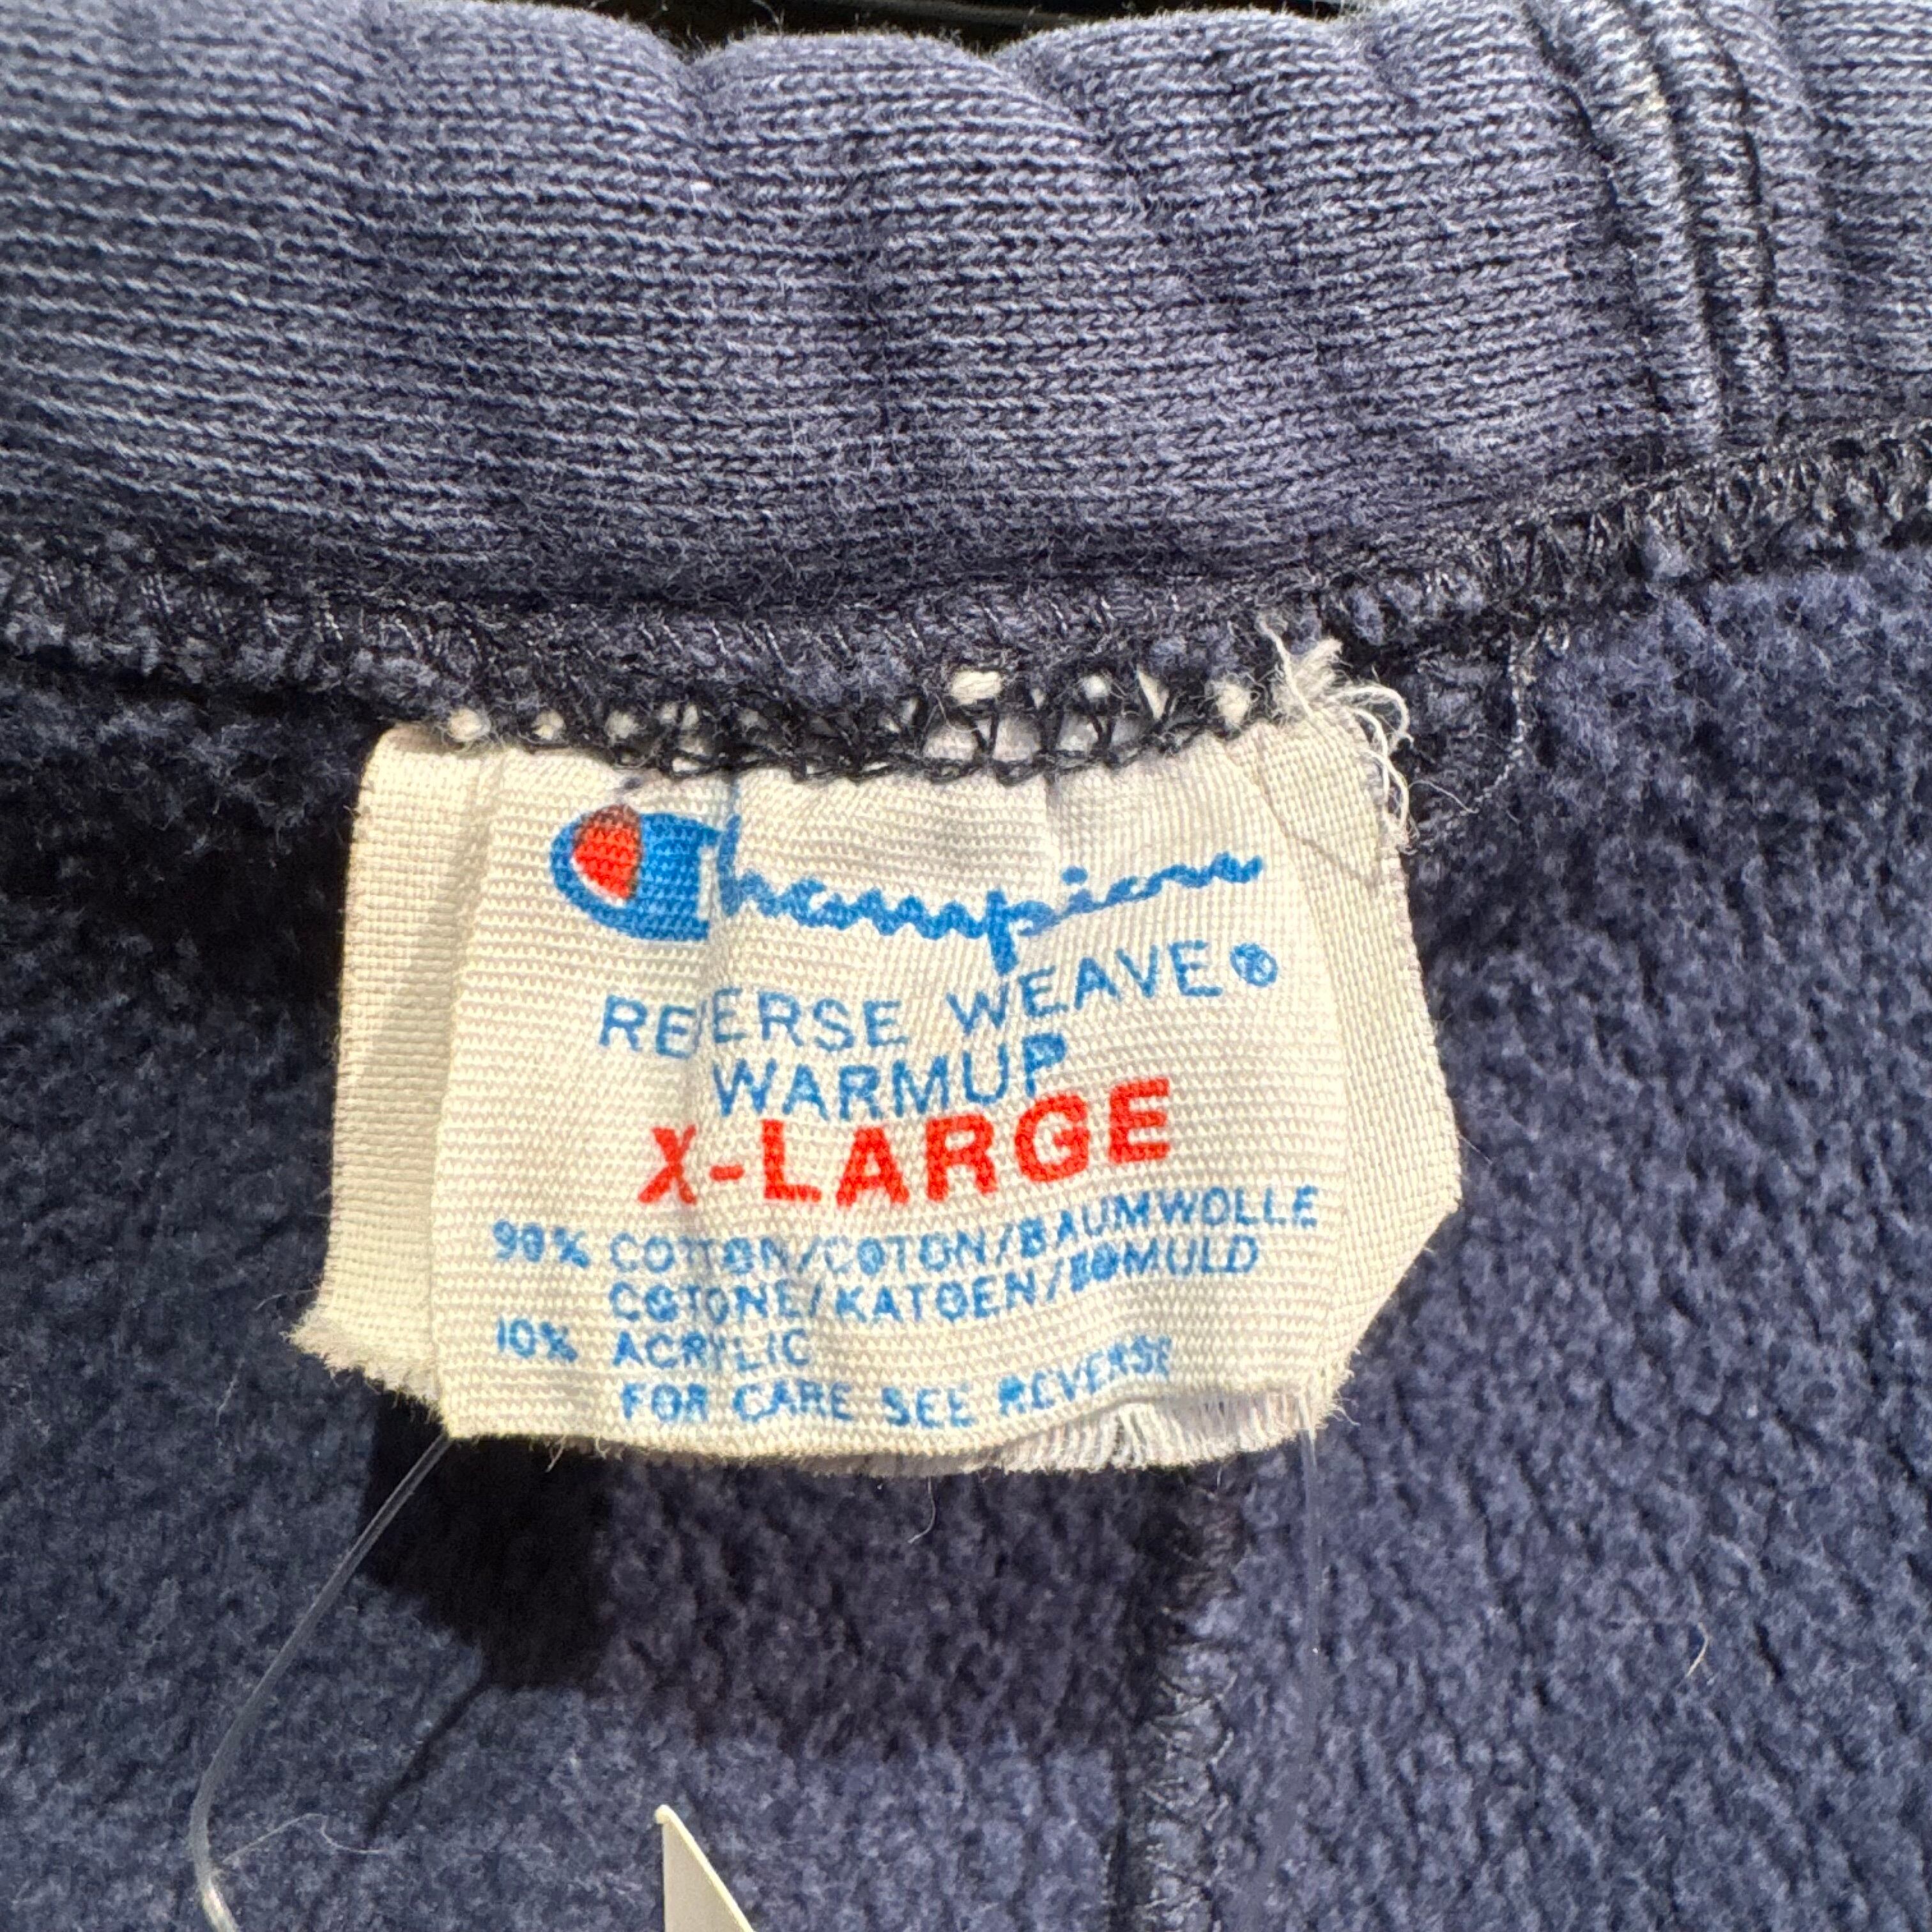 Champion
REVERSE WEAVE®
WARMUP
X-LARGE
90% COTTON/COTON/BAUMWOLLE
COTONE/KATOEN/BOMULD
10% ACRYLIC
FOR CARE SEE REVERSE